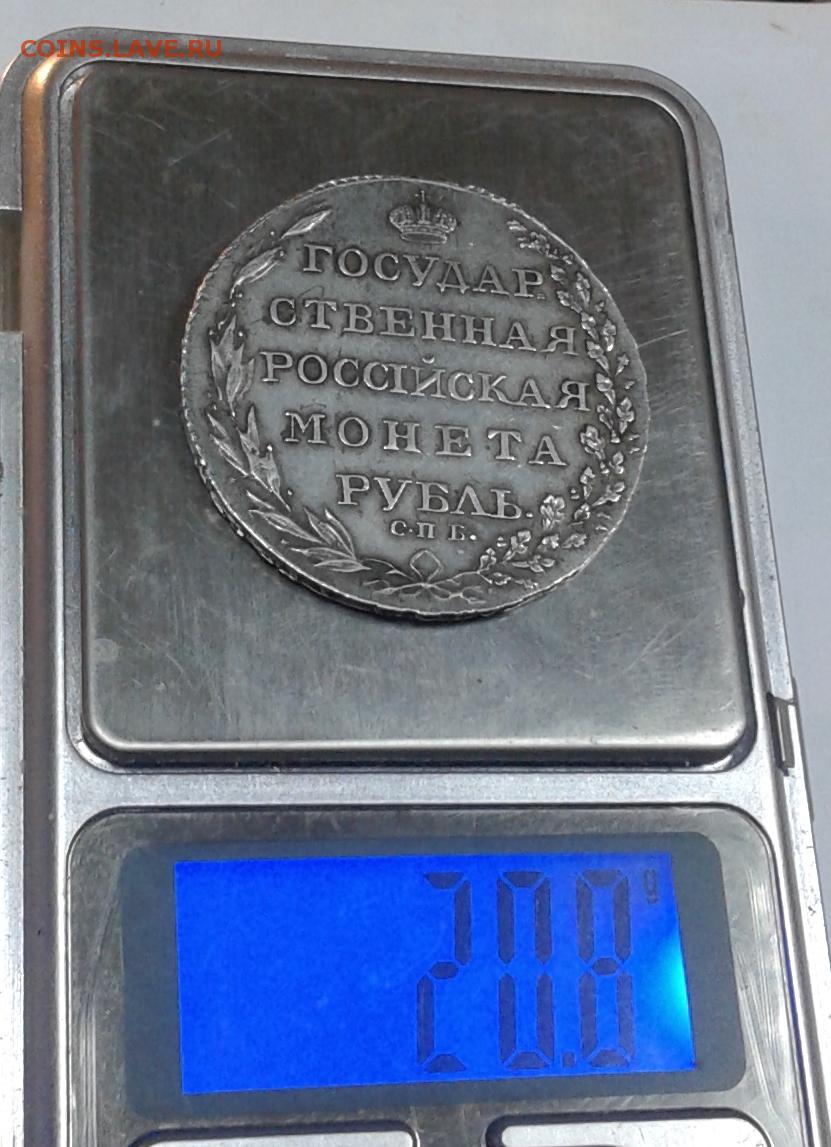 COINS.LAVE.RU
ГОСУДАР
СТВЕННАЯ
РОССІЙСКАЯ
МОНЕТА
РУБЛЬ.
С·П Б.
20.8 g